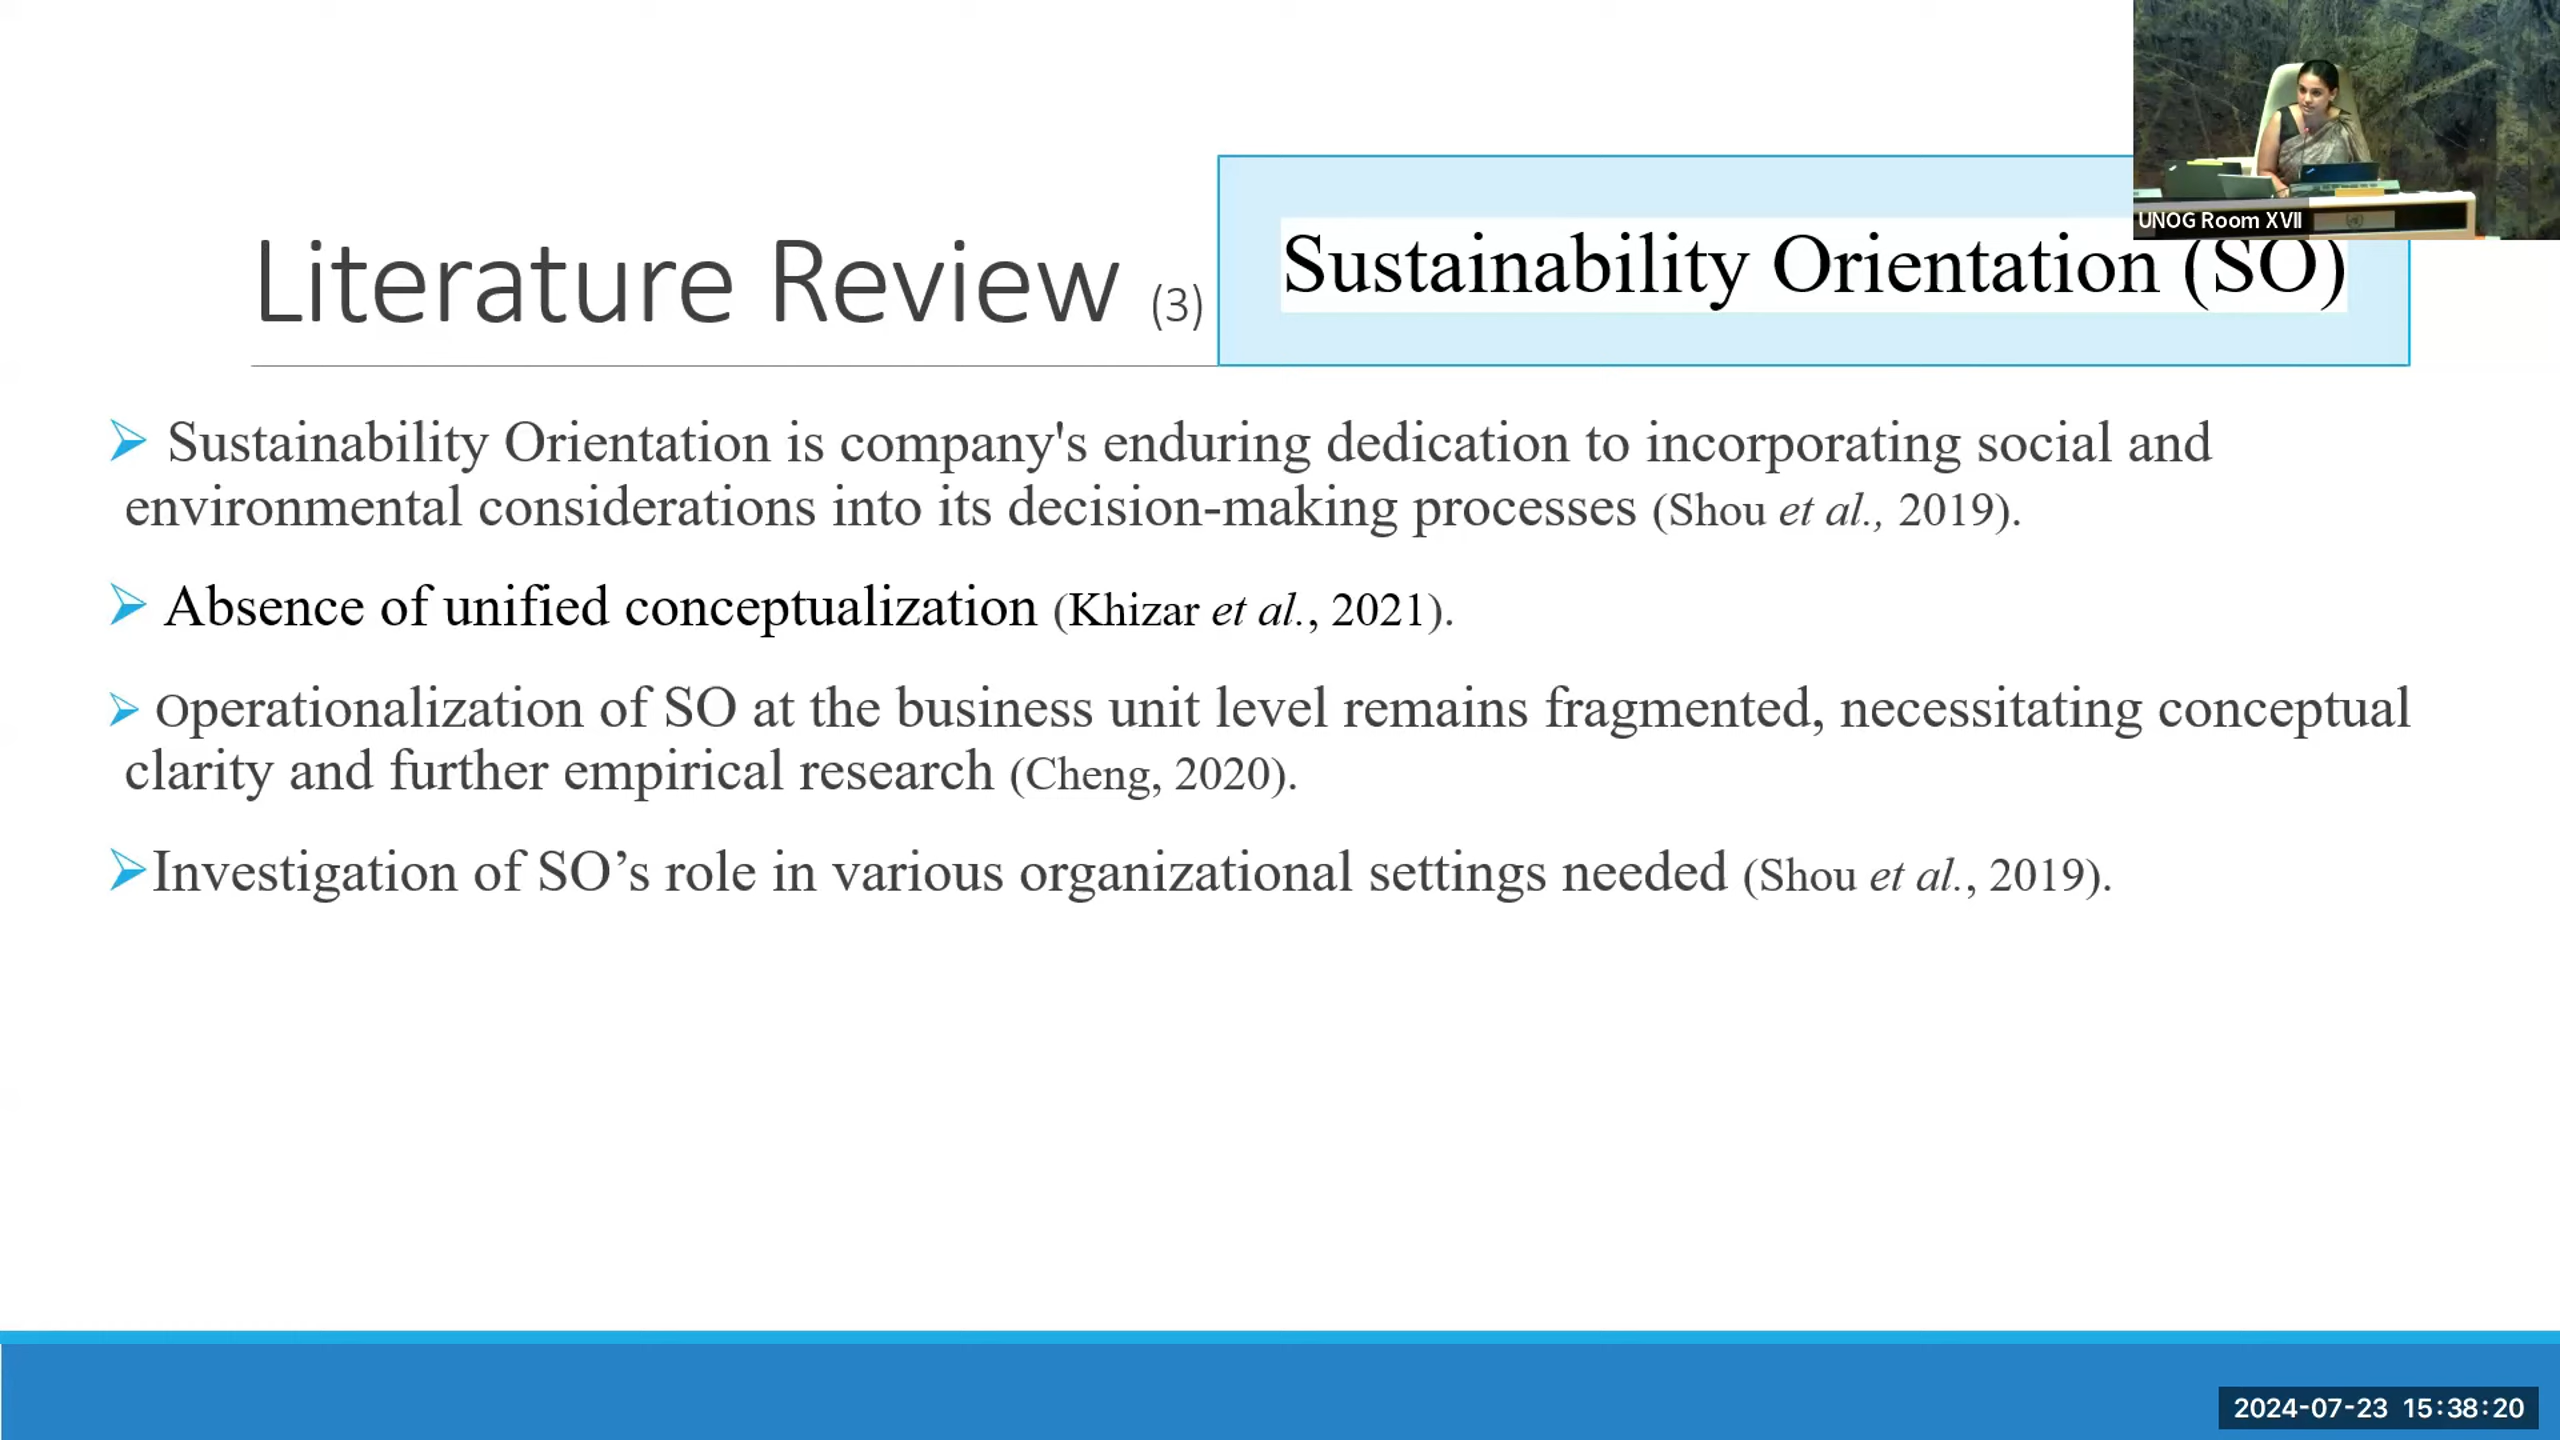 UNOG Room XVII
Literature Review (3)
Sustainability Orientation (SO)
➢ Sustainability Orientation is company's enduring dedication to incorporating social and
environmental considerations into its decision-making processes (Shou et al., 2019).
➢ Absence of unified conceptualization (Khizar et al., 2021).
➢ Operationalization of SO at the business unit level remains fragmented, necessitating conceptual
clarity and further empirical research (Cheng, 2020).
➢Investigation of SO’s role in various organizational settings needed (Shou et al., 2019).
2024-07-23 15:38:20